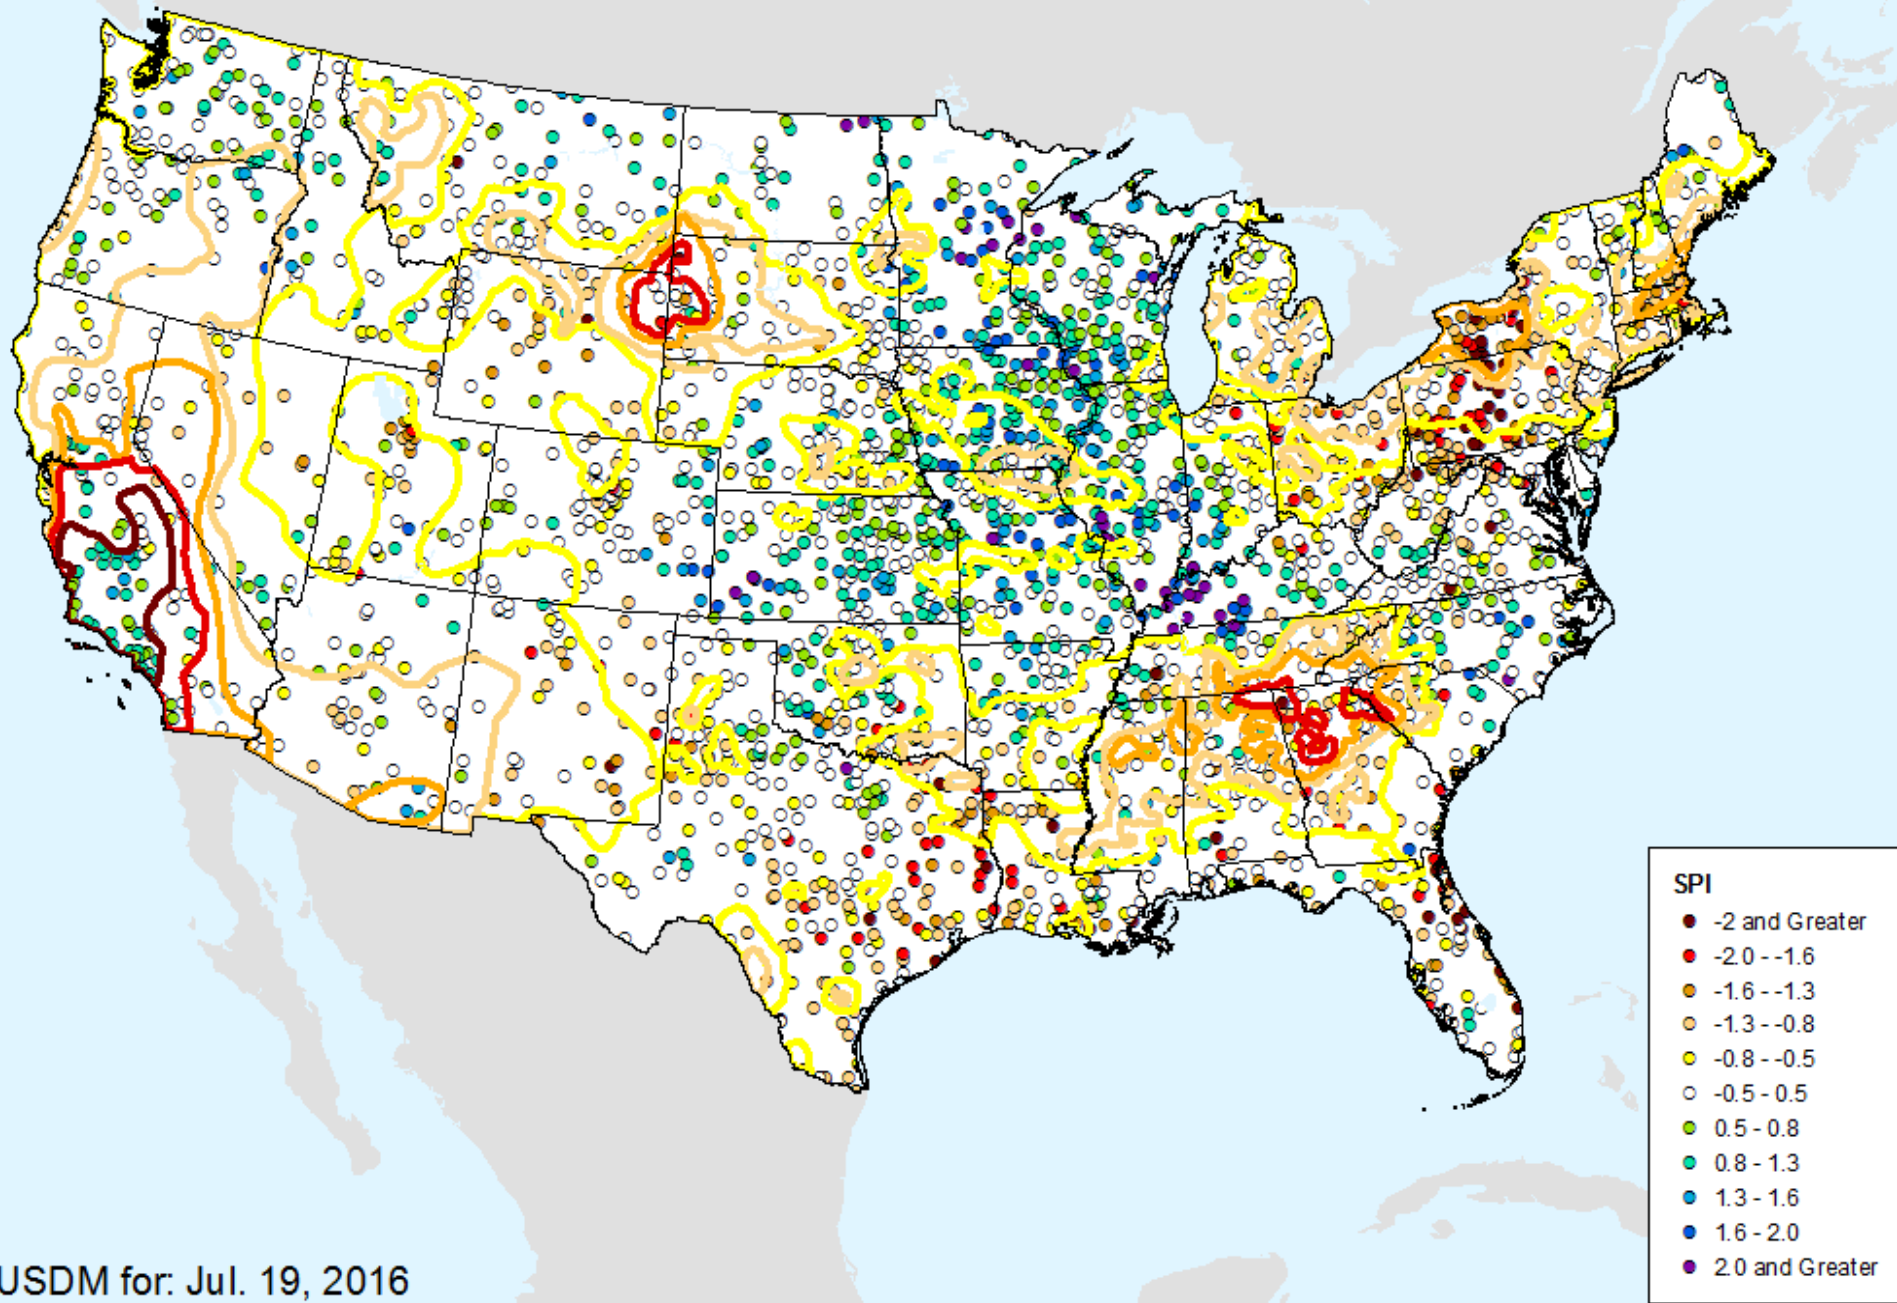 SPI
-2 and Greater
-2.0 - -1.6
-1.6 - -1.3
-1.3 - -0.8
-0.8 - -0.5
-0.5 - 0.5
0.5 - 0.8
0.8 - 1.3
1.3 - 1.6
1.6 - 2.0
2.0 and Greater
USDM for: Jul. 19, 2016